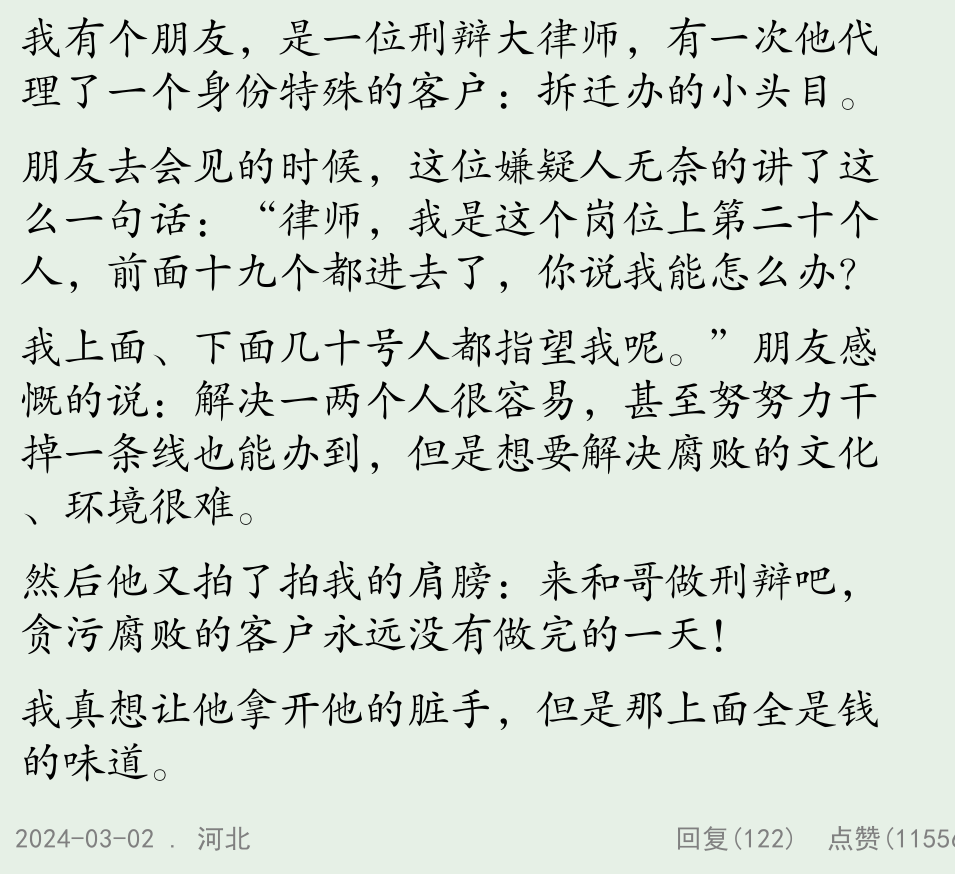 我有个朋友，是一位刑辩大律师，有一次他代
理了一个身份特殊的客户：拆迁办的小头目。
朋友去会见的时候，这位嫌疑人无奈的讲了这
么一句话：“律师，我是这个岗位上第二十个
人，前面十九个都进去了，你说我能怎么办？
我上面、下面几十号人都指望我呢。”朋友感
慨的说：解决一两个人很容易，甚至努努力干
掉一条线也能办到，但是想要解决腐败的文化
、环境很难。
然后他又拍了拍我的肩膀：来和哥做刑辩吧，
贪污腐败的客户永远没有做完的一天！
我真想让他拿开他的脏手，但是那上面全是钱
的味道。
2024-03-02 . 河北 回复(122) 点赞(11556